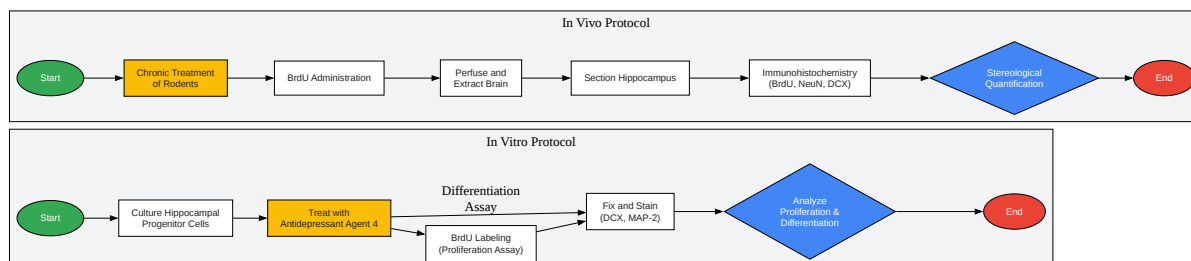 In Vivo Protocol
Start
Chronic Treatment
of Rodents
BrdU Administration
Perfuse and
Extract Brain
Section Hippocampus
Immunohistochemistry
(BrdU, NeuN, DCX)
Stereological
Quantification
End
In Vitro Protocol
Start
Culture Hippocampal
Progenitor Cells
Treat with
Antidepressant Agent 4
Differentiation
Assay
BrdU Labeling
(Proliferation Assay)
Fix and Stain
(DCX, MAP-2)
Analyze
Proliferation &
Differentiation
End